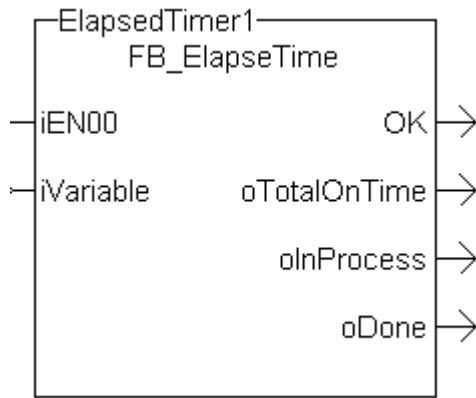 ElapsedTimer1
FB_ElapseTime
iEN00 OK
iVariable oTotalOnTime
oInProcess
oDone